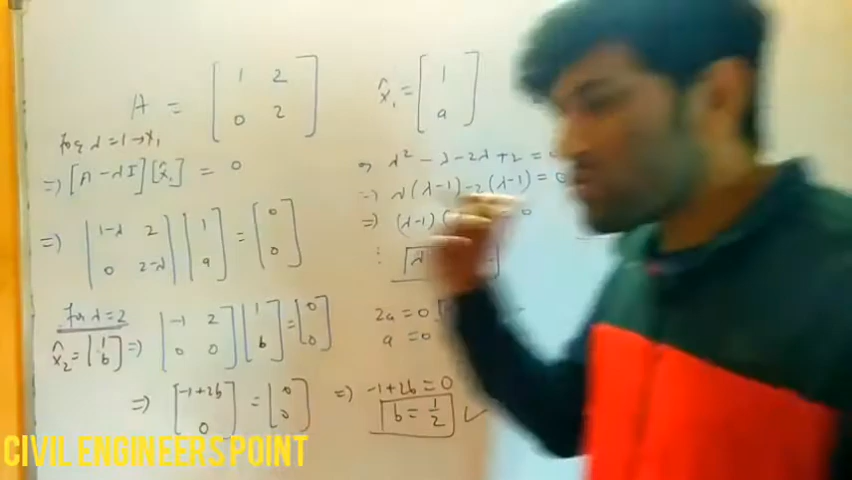 A = [1 2
0 2]
x̂₁ = [1
a]
for λ = 1 → x₁
⇒ [A - λI][x̂₁] = 0
⇒ [1-λ 2
0 2-λ] [1
a] = [0
0]
for λ = 2
x̂₂ = [1
b] ⇒ [-1 2
0 0] [1
b] = [0
0]
⇒ [-1+2b
0] = [0
0] ⇒ -1+2b = 0
b = 1/2 ✓
⇒ λ² - λ - 2λ + 2 =
⇒ λ(λ-1) -2(λ-1) = 0
⇒ (λ-1)( = 0
∴ λ
2a = 0
a = 0
CIVIL ENGINEERS POINT